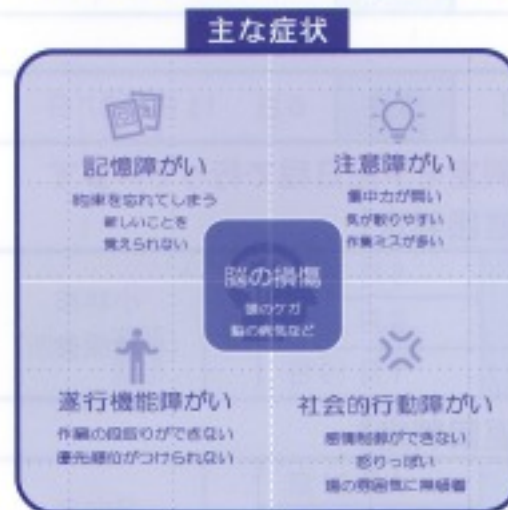 主な症状
記憶障がい
約束を忘れてしまう
新しいことを
覚えられない
注意障がい
集中力が弱い
気が散りやすい
作業ミスが多い
脳の損傷
頭のケガ
脳の病気など
遂行機能障がい
作業の段取りができない
優先順位がつけられない
社会的行動障がい
感情制御ができない
怒りっぽい
場の雰囲気に無頓着